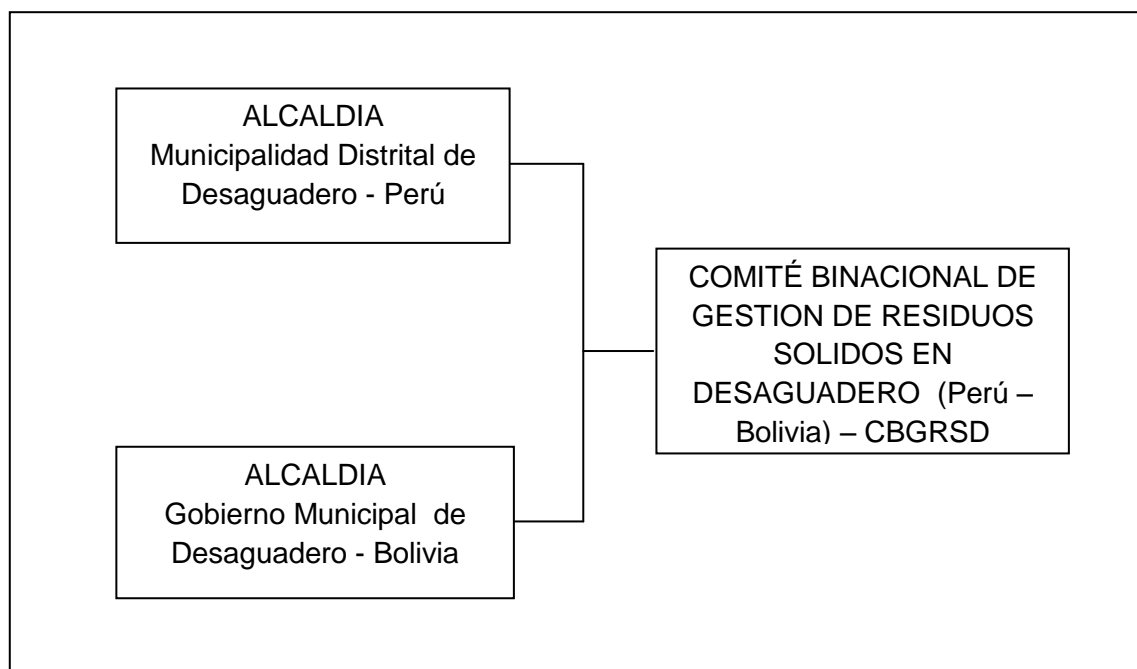 ALCALDIA
Municipalidad Distrital de
Desaguadero - Perú
COMITÉ BINACIONAL DE
GESTION DE RESIDUOS
SOLIDOS EN
DESAGUADERO (Perú –
Bolivia) – CBGRSD
ALCALDIA
Gobierno Municipal de
Desaguadero - Bolivia